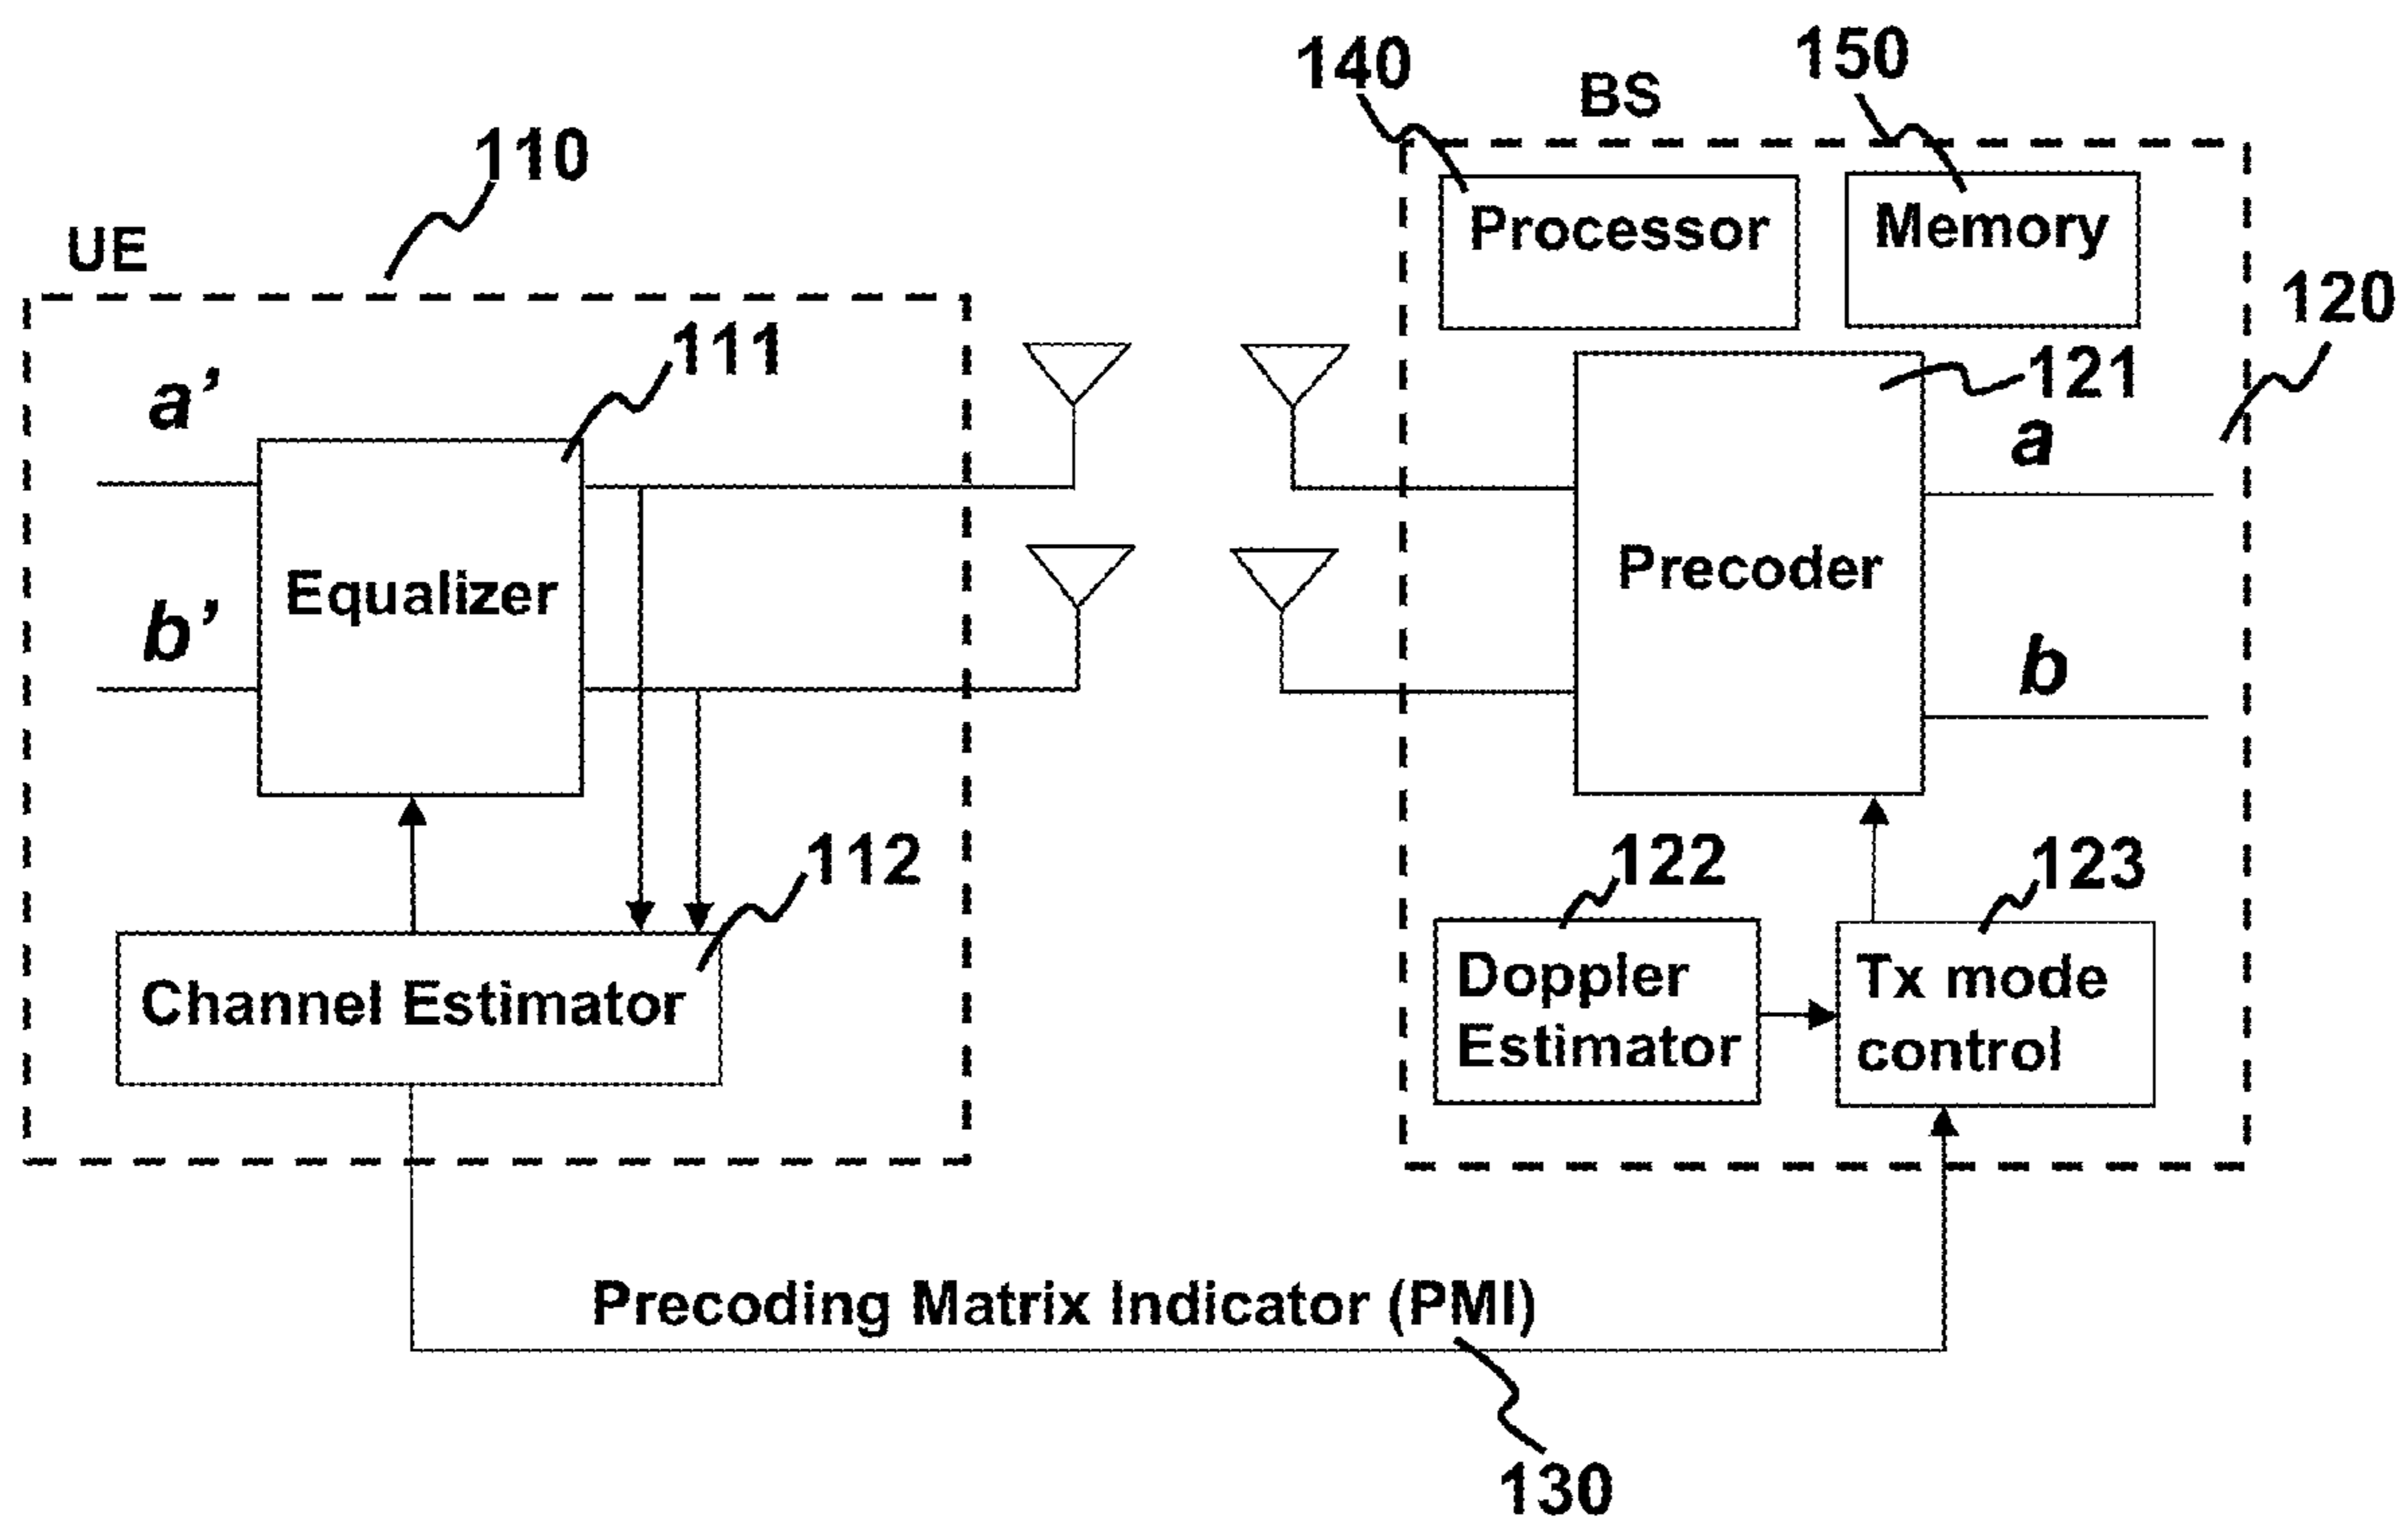 140
150
BS
110
UE
Processor
Memory
120
111
121
a’
a
Equalizer
Precoder
b’
b
112
122
123
Channel Estimator
Doppler
Estimator
Tx mode
control
Precoding Matrix Indicator (PMI)
130